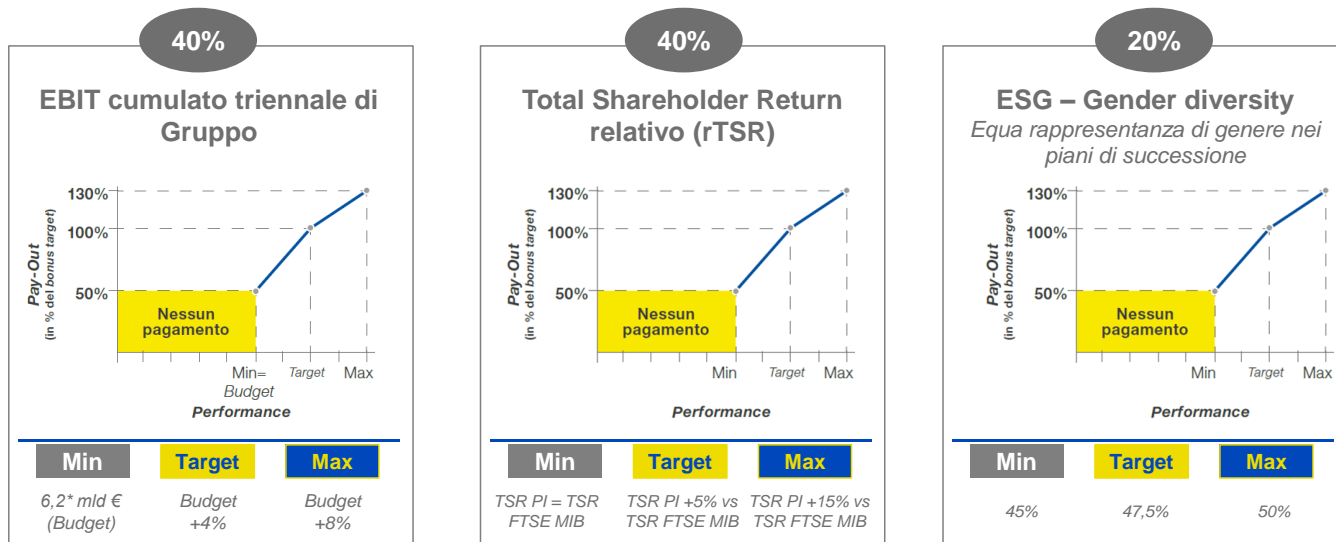 40%
EBIT cumulato triennale di
Gruppo
Pay-Out
(in % del bonus target)
130%
100%
50%
Nessun
pagamento
Min=
Budget
Target
Max
Performance
Min
Target
Max
6,2* mld €
(Budget)
Budget
+4%
Budget
+8%
40%
Total Shareholder Return
relativo (rTSR)
Pay-Out
(in % del bonus target)
130%
100%
50%
Nessun
pagamento
Min
Target
Max
Performance
Min
Target
Max
TSR PI = TSR
FTSE MIB
TSR PI +5% vs
TSR FTSE MIB
TSR PI +15% vs
TSR FTSE MIB
20%
ESG – Gender diversity
Equa rappresentanza di genere nei
piani di successione
Pay-Out
(in % del bonus target)
130%
100%
50%
Nessun
pagamento
Min
Target
Max
Performance
Min
Target
Max
45%
47,5%
50%